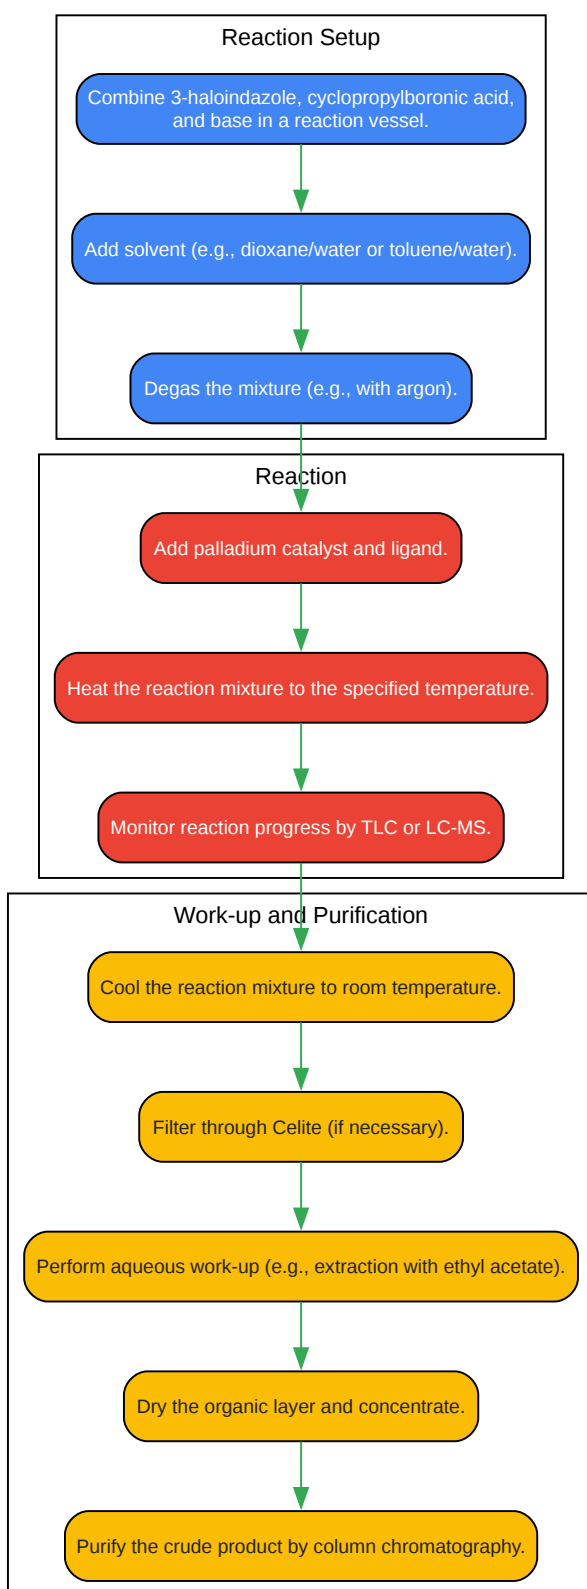 Reaction Setup
Combine 3-haloindazole, cyclopropylboronic acid,
and base in a reaction vessel.
Add solvent (e.g., dioxane/water or toluene/water).
Degas the mixture (e.g., with argon).
Reaction
Add palladium catalyst and ligand.
Heat the reaction mixture to the specified temperature.
Monitor reaction progress by TLC or LC-MS.
Work-up and Purification
Cool the reaction mixture to room temperature.
Filter through Celite (if necessary).
Perform aqueous work-up (e.g., extraction with ethyl acetate).
Dry the organic layer and concentrate.
Purify the crude product by column chromatography.